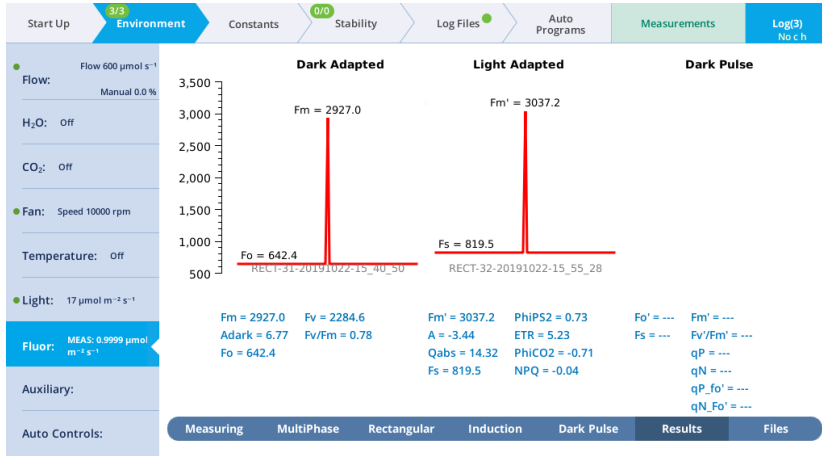 Start Up
3/3
Environment
Constants
0/0
Stability
Log Files
Auto
Programs
Measurements
Log(3)
No c h
Flow 600 µmol s⁻¹
Flow:
Manual 0.0 %
H₂O: Off
CO₂: Off
Fan: Speed 10000 rpm
Temperature: Off
Light: 17 µmol m⁻² s⁻¹
Fluor: MEAS: 0.9999 µmol
m⁻² s⁻¹
Auxiliary:
Auto Controls:
Dark Adapted
Light Adapted
Dark Pulse
3,500
3,000
2,500
2,000
1,500
1,000
500
Fm = 2927.0
Fo = 642.4
RECT-31-20191022-15_40_50
Fm' = 3037.2
Fs = 819.5
RECT-32-20191022-15_55_28
Fm = 2927.0 Fv = 2284.6
Adark = 6.77 Fv/Fm = 0.78
Fo = 642.4
Fm' = 3037.2 PhiPS2 = 0.73
A = -3.44 ETR = 5.23
Qabs = 14.32 PhiCO2 = -0.71
Fs = 819.5 NPQ = -0.04
Fo' = --- Fm' = ---
Fs = --- Fv'/Fm' = ---
qP = ---
qN = ---
qP_fo' = ---
qN_Fo' = ---
Measuring MultiPhase Rectangular Induction Dark Pulse Results Files